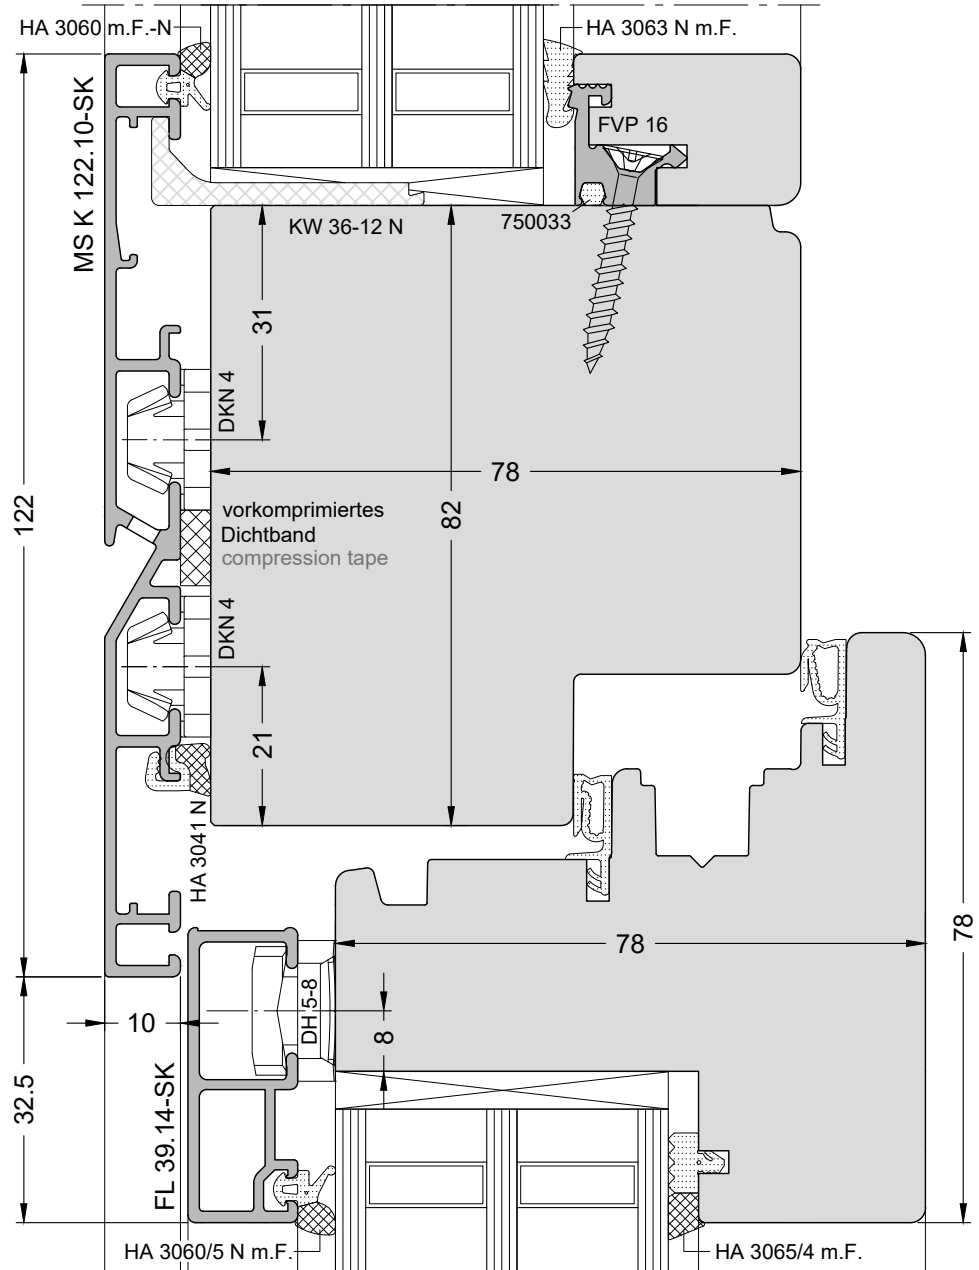 HA 3060 m.F.-N
HA 3063 N m.F.
MS K 122.10-SK
FVP 16
KW 36-12 N
750033
31
DKN 4
78
122
82
vorkomprimiertes
Dichtband
compression tape
DKN 4
21
HA 3041 N
78
78
DH 5-8
10
8
32.5
FL 39.14-SK
HA 3060/5 N m.F.
HA 3065/4 m.F.